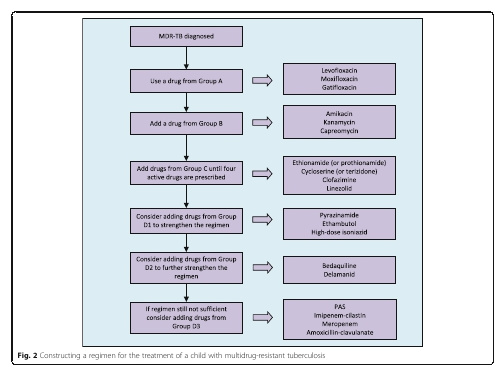 MDR-TB diagnosed
Use a drug from Group A
Levofloxacin
Moxifloxacin
Gatifloxacin
Add a drug from Group B
Amikacin
Kanamycin
Capreomycin
Add drugs from Group C until four
active drugs are prescribed
Ethionamide (or prothionamide)
Cycloserine (or terizidone)
Clofazimine
Linezolid
Consider adding drugs from Group
D1 to strengthen the regimen
Pyrazinamide
Ethambutol
High-dose isoniazid
Consider adding drugs from Group
D2 to further strengthen the
regimen
Bedaquiline
Delamanid
If regimen still not sufficient
consider adding drugs from
Group D3
PAS
Imipenem-cilastin
Meropenem
Amoxicillin-clavulanate
Fig. 2 Constructing a regimen for the treatment of a child with multidrug-resistant tuberculosis